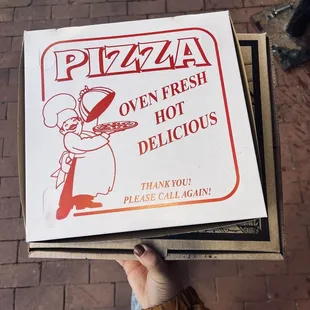 PIZZA
OVEN FRESH
HOT
DELICIOUS
THANK YOU!
PLEASE CALL AGAIN!